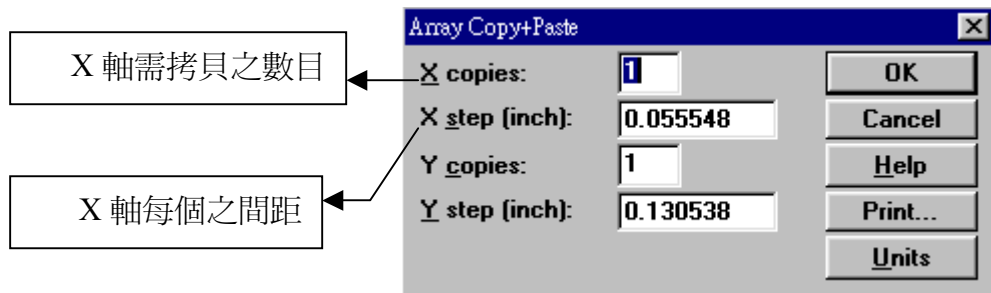 Array Copy+Paste
X 軸需拷貝之數目
X copies: 1 OK
X step (inch): 0.055548 Cancel
Y copies: 1 Help
X 軸每個之間距
Y step (inch): 0.130538 Print...
Units